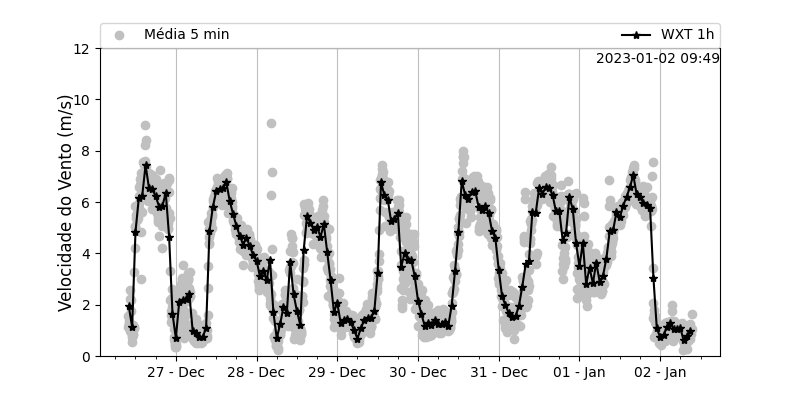 Média 5 min
WXT 1h
2023-01-02 09:49
Velocidade do Vento (m/s)
12
10
8
6
4
2
0
27 - Dec
28 - Dec
29 - Dec
30 - Dec
31 - Dec
01 - Jan
02 - Jan